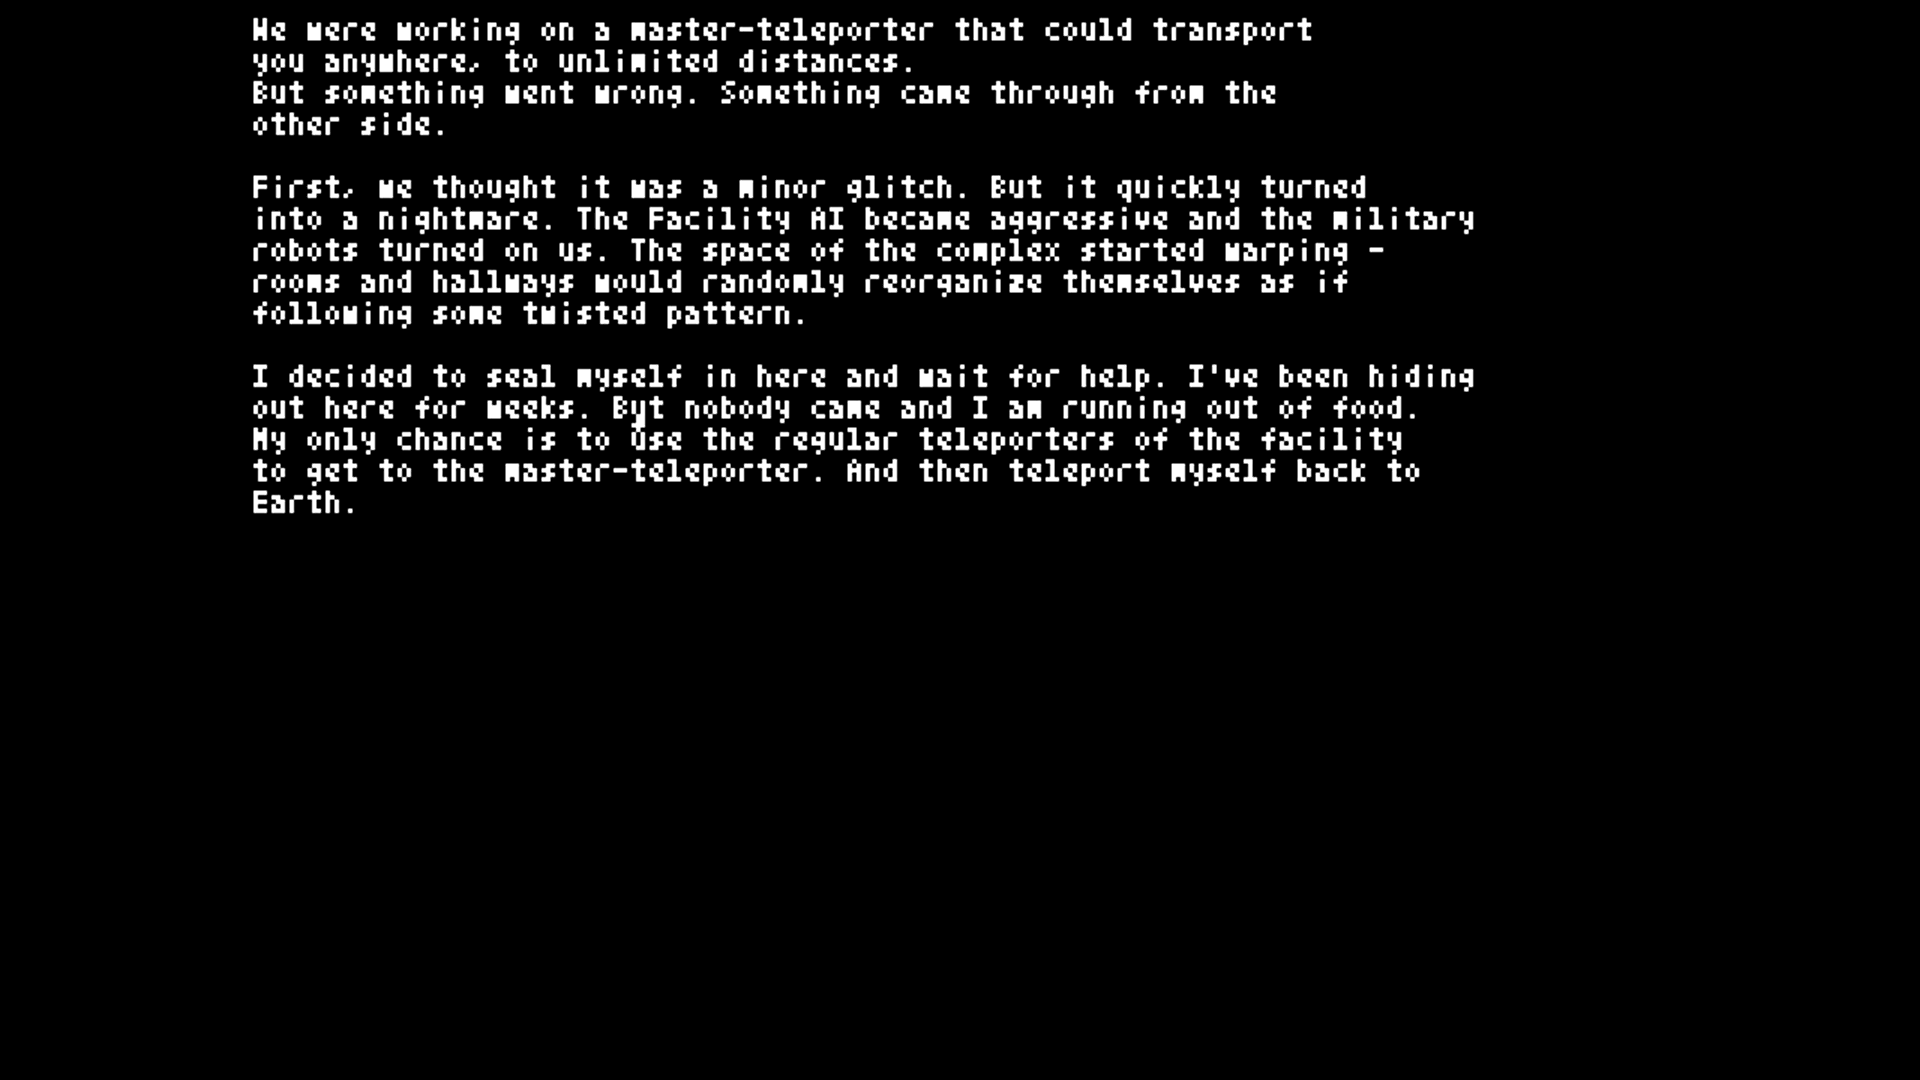 We were working on a master-teleporter that could transport
you anywhere, to unlimited distances.
But something went wrong. Something came through from the
other side.
First, we thought it was a minor glitch. But it quickly turned
into a nightmare. The Facility AI became aggressive and the military
robots turned on us. The space of the complex started warping -
rooms and hallways would randomly reorganize themselves as if
following some twisted pattern.
I decided to seal myself in here and wait for help. I've been hiding
out here for weeks. But nobody came and I am running out of food.
My only chance is to use the regular teleporters of the facility
to get to the master-teleporter. And then teleport myself back to
Earth.